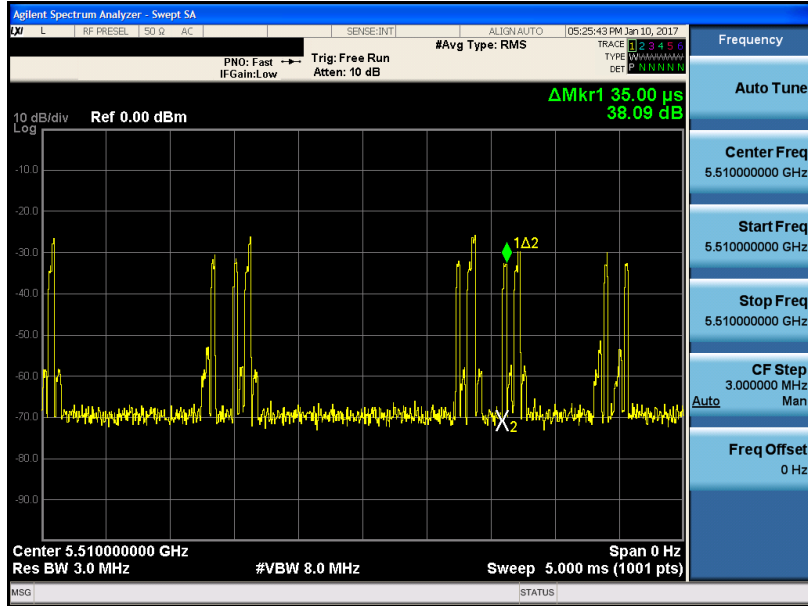 Agilent Spectrum Analyzer - Swept SA
LXI L RF PRESEL 50 Ω AC SENSE:INT ALIGN AUTO 05:25:43 PM Jan 10, 2017
#Avg Type: RMS
TRACE 1 2 3 4 5 6
TYPE WWWWWW
DET P N N N N N
PNO: Fast
IFGain:Low
Trig: Free Run
Atten: 10 dB
ΔMkr1 35.00 µs
38.09 dB
10 dB/div Ref 0.00 dBm
Log
-10.0
-20.0
-30.0
-40.0
-50.0
-60.0
-70.0
-80.0
-90.0
1Δ2
X2
Center 5.510000000 GHz
Span 0 Hz
Res BW 3.0 MHz
#VBW 8.0 MHz
Sweep 5.000 ms (1001 pts)
MSG
STATUS
Frequency
Auto Tune
Center Freq
5.510000000 GHz
Start Freq
5.510000000 GHz
Stop Freq
5.510000000 GHz
CF Step
3.000000 MHz
Auto Man
Freq Offset
0 Hz